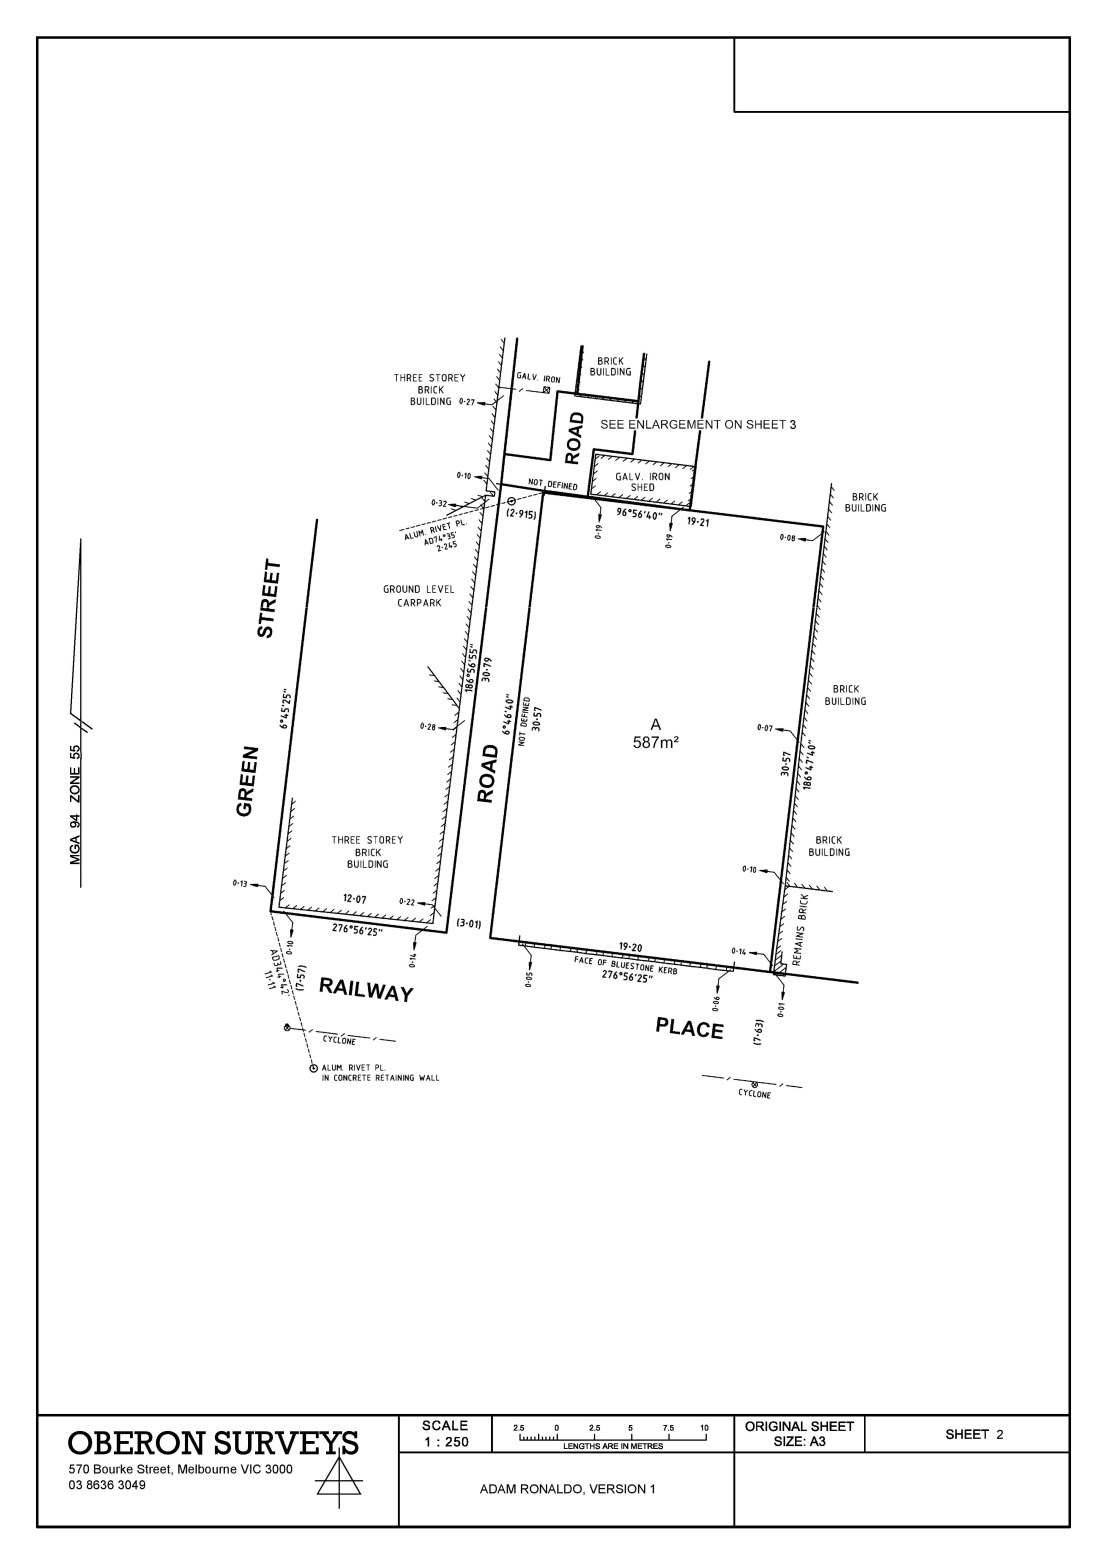 BRICK
BUILDING
THREE STOREY
BRICK
BUILDING
0·27
GALV. IRON
ROAD
SEE ENLARGEMENT ON SHEET 3
0·10
NOT DEFINED
GALV. IRON
SHED
0·32
(2·915)
96°56'40"
19·21
ALUM. RIVET PL.
AD74°35'
2·245
0·19
0·19
0·08
BRICK
BUILDING
GREEN STREET
6°45'25"
GROUND LEVEL
CARPARK
186°56'55"
30·79
0·28
ROAD
6°46'40"
NOT DEFINED
30·57
A
587m²
BRICK
BUILDING
0·07
30·57
186°47'40"
MGA 94 ZONE 55
THREE STOREY
BRICK
BUILDING
BRICK
BUILDING
0·10
0·13
12·07
0·22
276°56'25"
(3·01)
0·10
0·14
REMAINS BRICK
0·14
19·20
FACE OF BLUESTONE KERB
276°56'25"
0·05
0·06
0·01
AD344°42'
11·11
(7·57)
RAILWAY PLACE
(7·63)
CYCLONE
ALUM. RIVET PL.
IN CONCRETE RETAINING WALL
CYCLONE
OBERON SURVEYS
570 Bourke Street, Melbourne VIC 3000
03 8636 3049
SCALE
1 : 250
2.5 0 2.5 5 7.5 10
LENGTHS ARE IN METRES
ORIGINAL SHEET
SIZE: A3
SHEET 2
ADAM RONALDO, VERSION 1